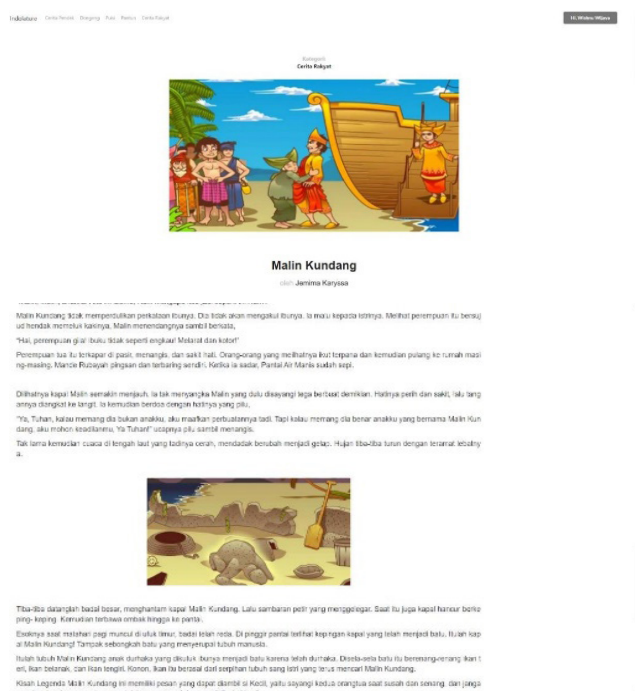 Cerita Rakyat
Malin Kundang
oleh Jemima Karyssa
Malin Kundang tidak memperdulikan perkataan ibunya. Dia tidak akan mengakui ibunya. Ia malu kepada istrinya. Melihat perempuan itu bersuj
ud hendak memeluk kakinya, Malin menendangnya sambil berkata,
"Hai, perempuan gila! Ibuku tidak seperti engkau! Melarat dan kotor!"
Perempuan tua itu terkapar di pasir, menangis, dan sakit hati. Orang-orang yang melihatnya ikut terpana dan kemudian pulang ke rumah masi
ng-masing. Mande Rubayah pingsan dan terbaring sendiri. Ketika ia sadar, Pantai Air Manis sudah sepi.
Dilihatnya kapal Malin semakin menjauh. Ia tak menyangka Malin yang dulu disayangi tega berbuat demikian. Hatinya perih dan sakit, lalu tang
annya diangkat ke langit. Ia kemudian berdoa dengan hatinya yang pilu,
"Ya, Tuhan, kalau memang dia bukan anakku, aku maafkan perbuatannya tadi. Tapi kalau memang dia benar anakku yang bernama Malin Kun
dang, aku mohon keadilanmu, Ya Tuhan!" ucapnya pilu sambil menangis.
Tak lama kemudian cuaca di tengah laut yang tadinya cerah, mendadak berubah menjadi gelap. Hujan tiba-tiba turun dengan teramat lebatny
a.
Tiba-tiba datanglah badai besar, menghantam kapal Malin Kundang. Lalu sambaran petir yang menggelegar. Saat itu juga kapal hancur berke
ping- keping. Kemudian terbawa ombak hingga ke pantai.
Esoknya saat matahari pagi muncul di ufuk timur, badai telah reda. Di pinggir pantai terlihat kepingan kapal yang telah menjadi batu. Itulah kap
al Malin Kundang! Tampak sebongkah batu yang menyerupai tubuh manusia.
Itulah tubuh Malin Kundang anak durhaka yang dikutuk ibunya menjadi batu karena telah durhaka. Disela-sela batu itu berenang-renang ikan t
eri, ikan belanak, dan ikan tengiri. Konon, ikan itu berasal dari serpihan tubuh sang istri yang terus mencari Malin Kundang.
Kisah Legenda Malin Kundang ini memiliki pesan yang dapat diambil si Kecil, yaitu sayangi kedua orangtua saat susah dan senang, dan janga